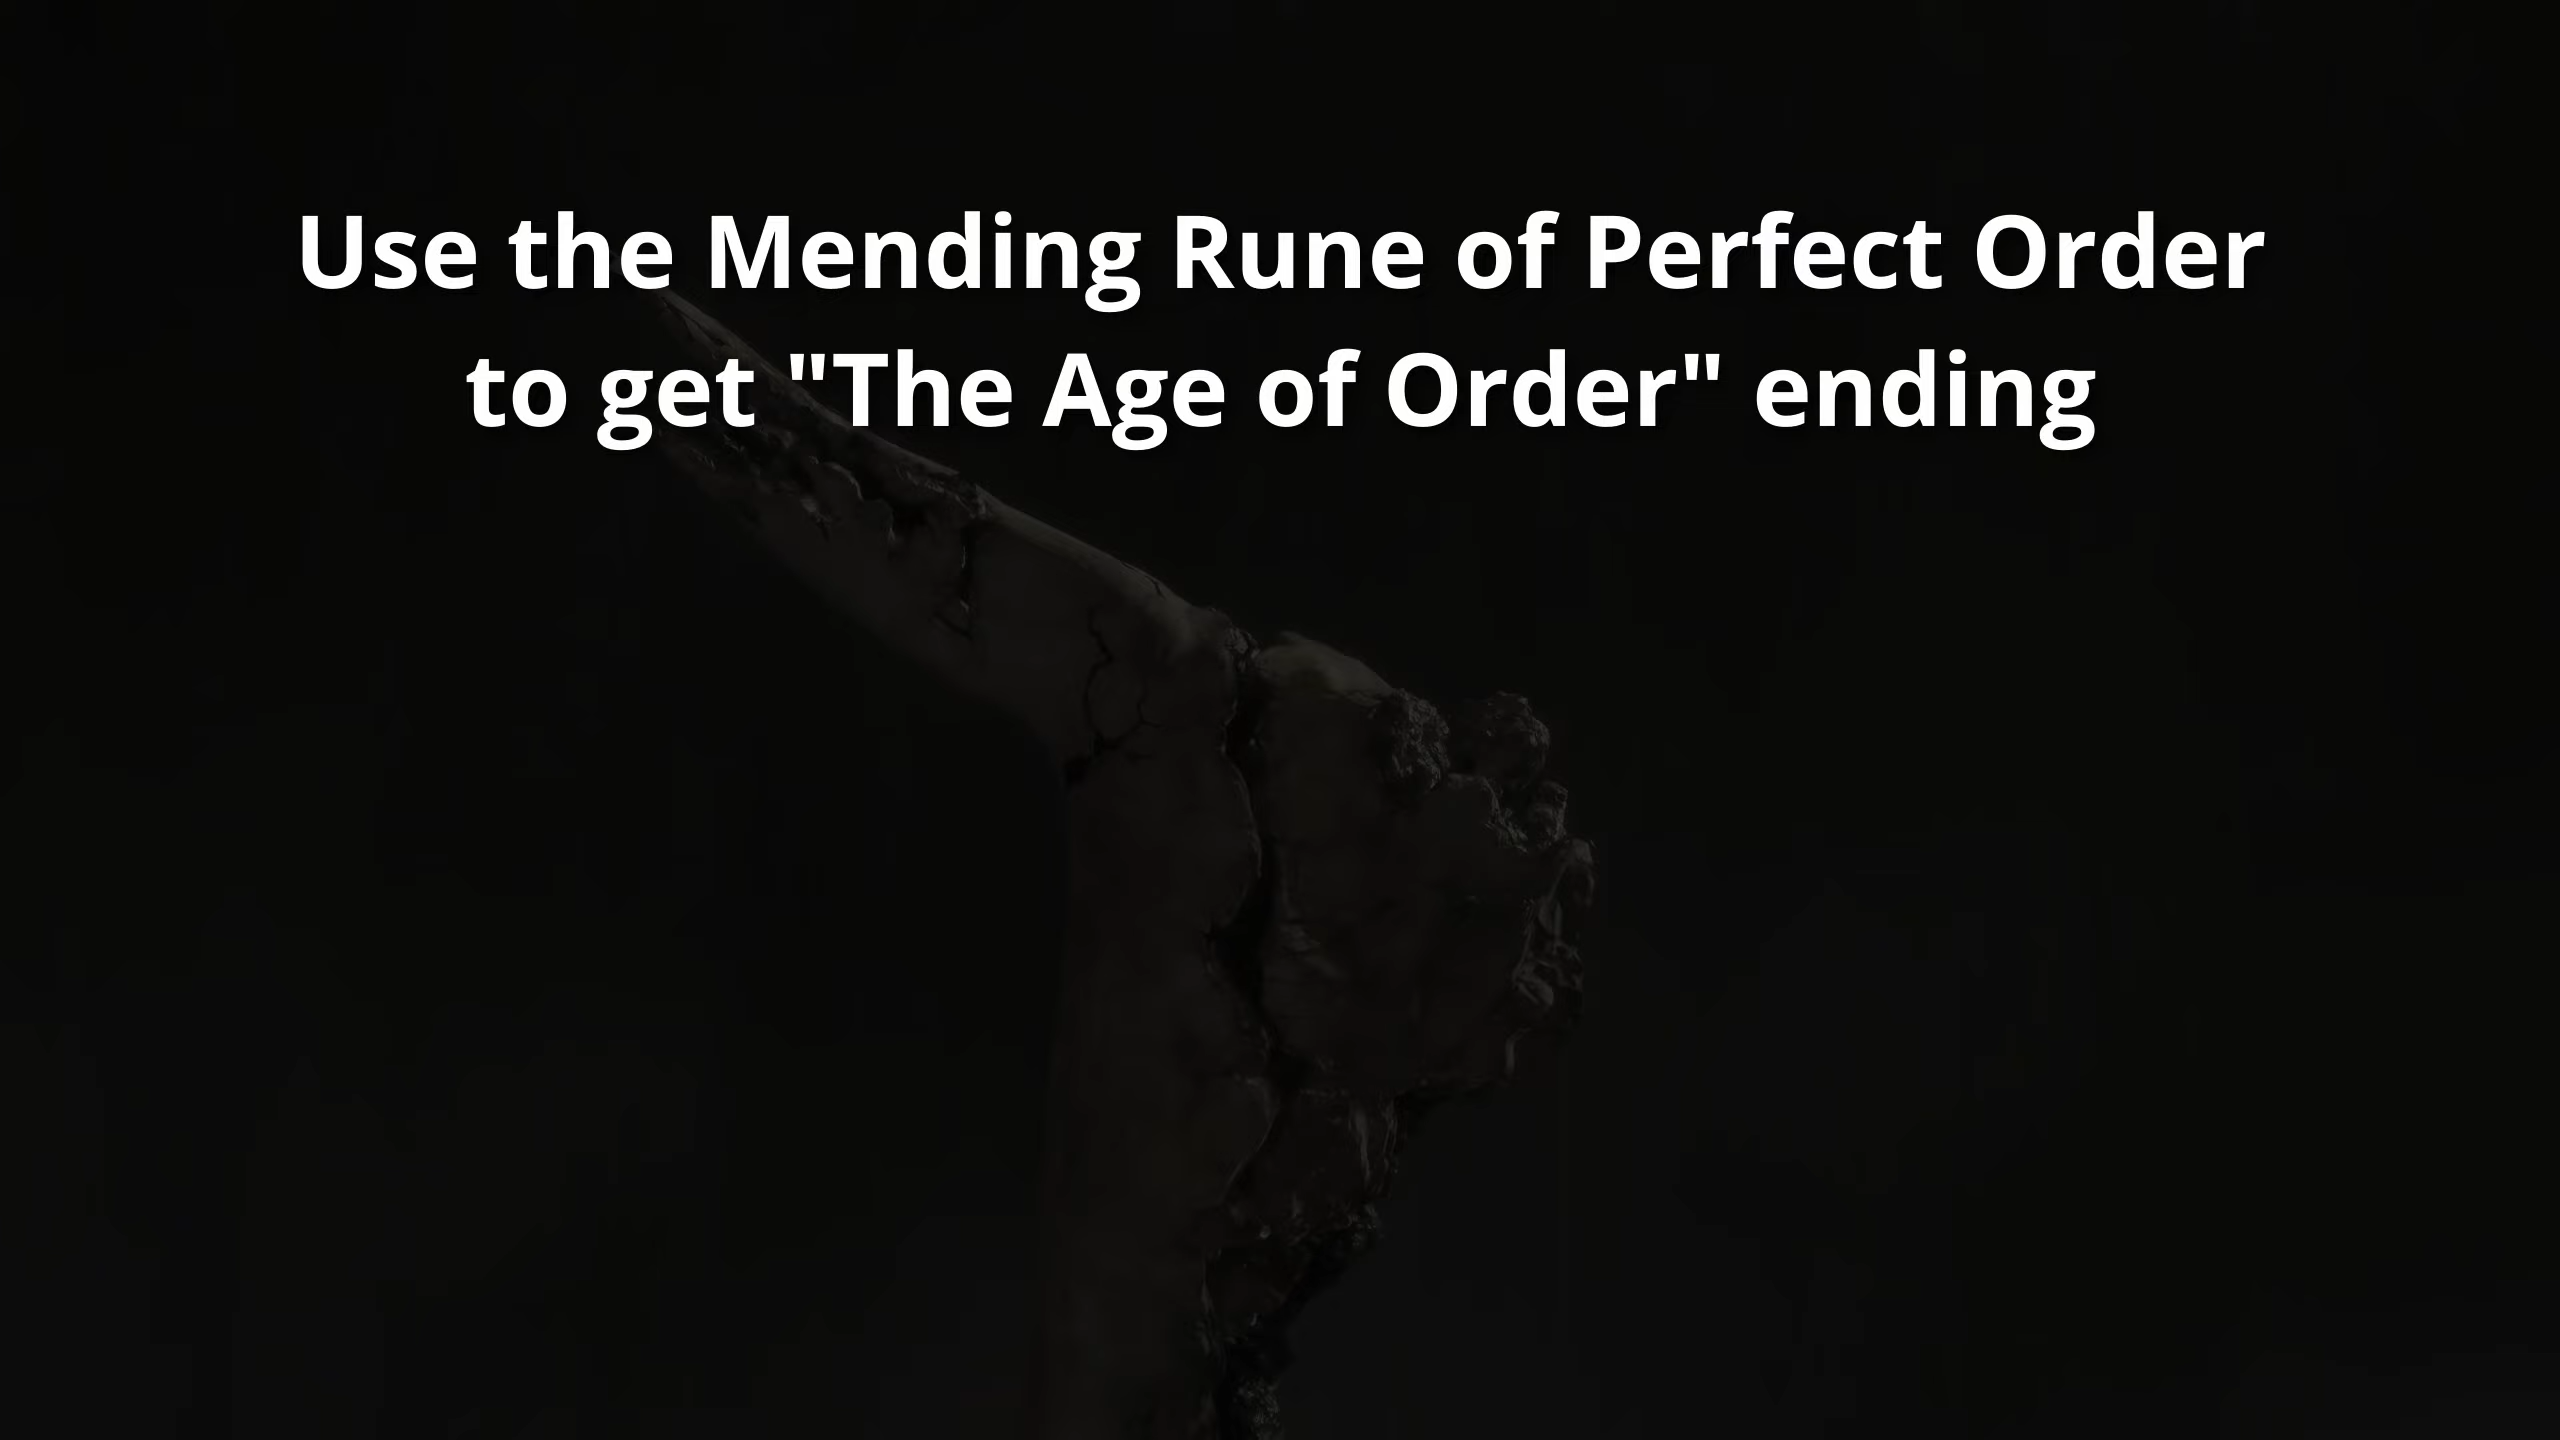 Use the Mending Rune of Perfect Order
to get "The Age of Order" ending